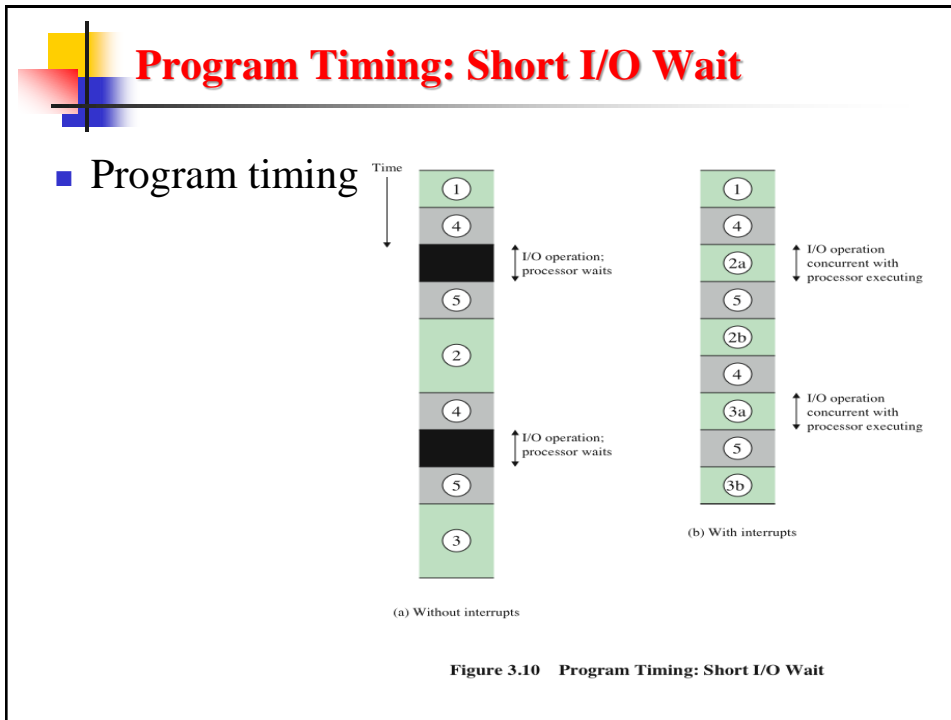 Program Timing: Short I/O Wait
Program timing
Time
1
4
I/O operation;
processor waits
5
2
4
I/O operation;
processor waits
5
3
(a) Without interrupts
1
4
2a
I/O operation
concurrent with
processor executing
5
2b
4
3a
I/O operation
concurrent with
processor executing
5
3b
(b) With interrupts
Figure 3.10 Program Timing: Short I/O Wait